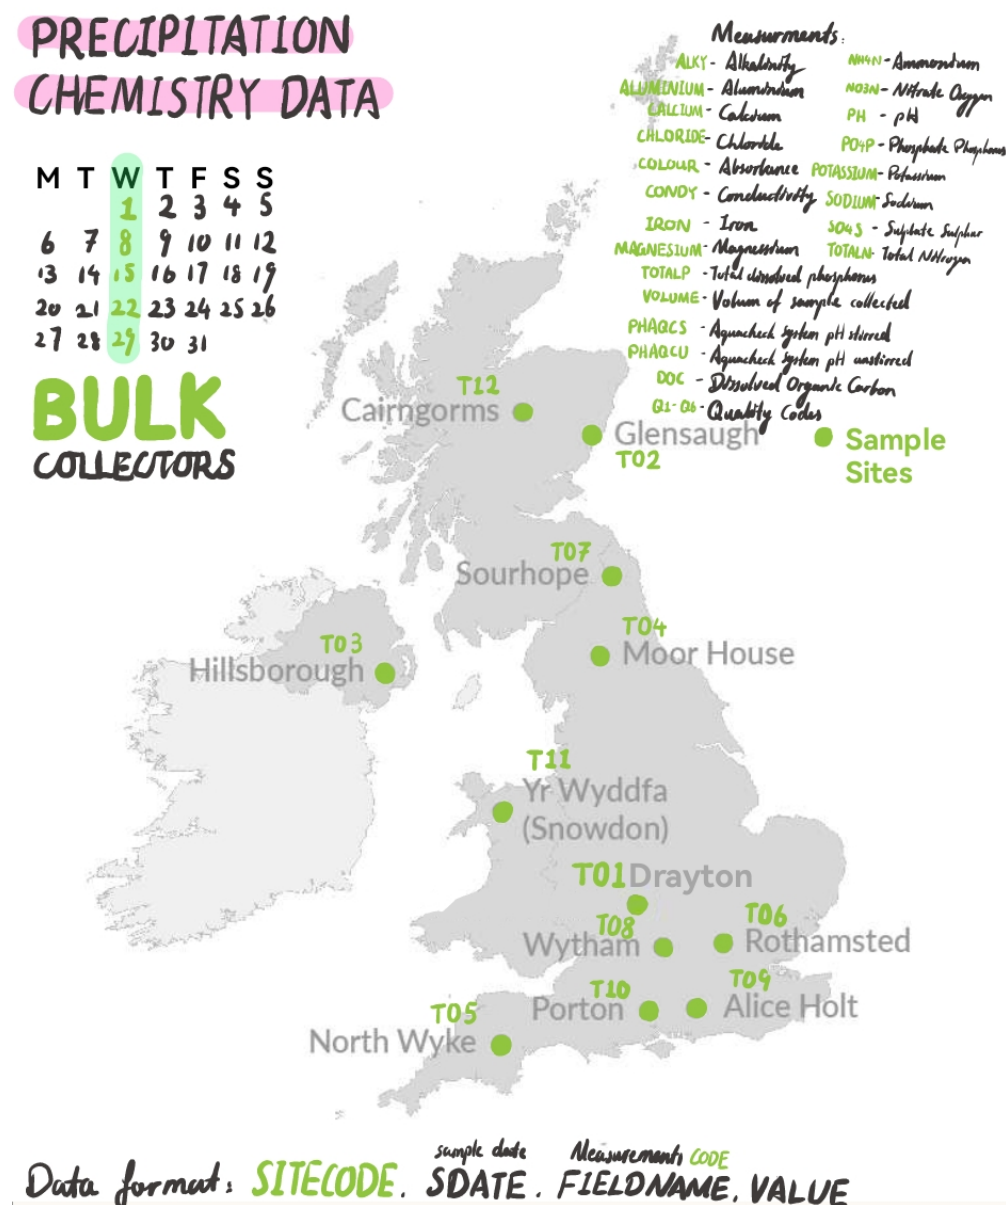 PRECIPITATION
CHEMISTRY DATA
M T W T F S S
1 2 3 4 5
6 7 8 9 10 11 12
13 14 15 16 17 18 19
20 21 22 23 24 25 26
27 28 29 30 31
BULK
COLLECTORS
Measurments:
ALKY - Alkalinity
ALUMINIUM - Aluminium
CALCIUM - Calcium
CHLORIDE - Chloride
COLOUR - Absorbance
CONDY - Conductivity
IRON - Iron
MAGNESIUM - Magnesium
TOTALP - Total dissolved phosphorus
VOLUME - Volum of sample collected
PHAQCS - Aquacheck system pH stirred
PHAQCU - Aquacheck system pH unstirred
DOC - Dissolved Organic Carbon
Q1-Q6 - Quality Codes
NH4N - Ammonium
NO3N - Nitrate Oxygen
PH - pH
PO4P - Phosphate Phosphorus
POTASSIUM - Potassium
SODIUM - Sodium
SO4S - Sulphate Sulphur
TOTALN - Total Nitrogen
Sample
Sites
T12
Cairngorms
Glensaugh
T02
T07
Sourhope
T04
Moor House
T03
Hillsborough
T11
Yr Wyddfa
(Snowdon)
T01 Drayton
T08
Wytham
T06
Rothamsted
T10
Porton
T09
Alice Holt
T05
North Wyke
sample date
Measurements CODE
Data format: SITECODE, SDATE, FIELDNAME, VALUE